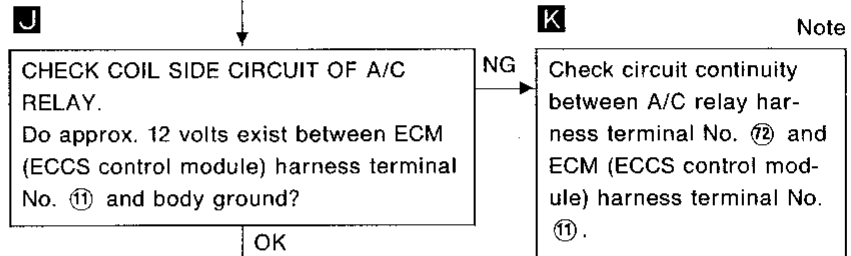 J
CHECK COIL SIDE CIRCUIT OF A/C
RELAY.
Do approx. 12 volts exist between ECM
(ECCS control module) harness terminal
No. ⑪ and body ground?
OK
NG
K
Note
Check circuit continuity
between A/C relay har-
ness terminal No. ㊼ and
ECM (ECCS control mod-
ule) harness terminal No.
⑪.